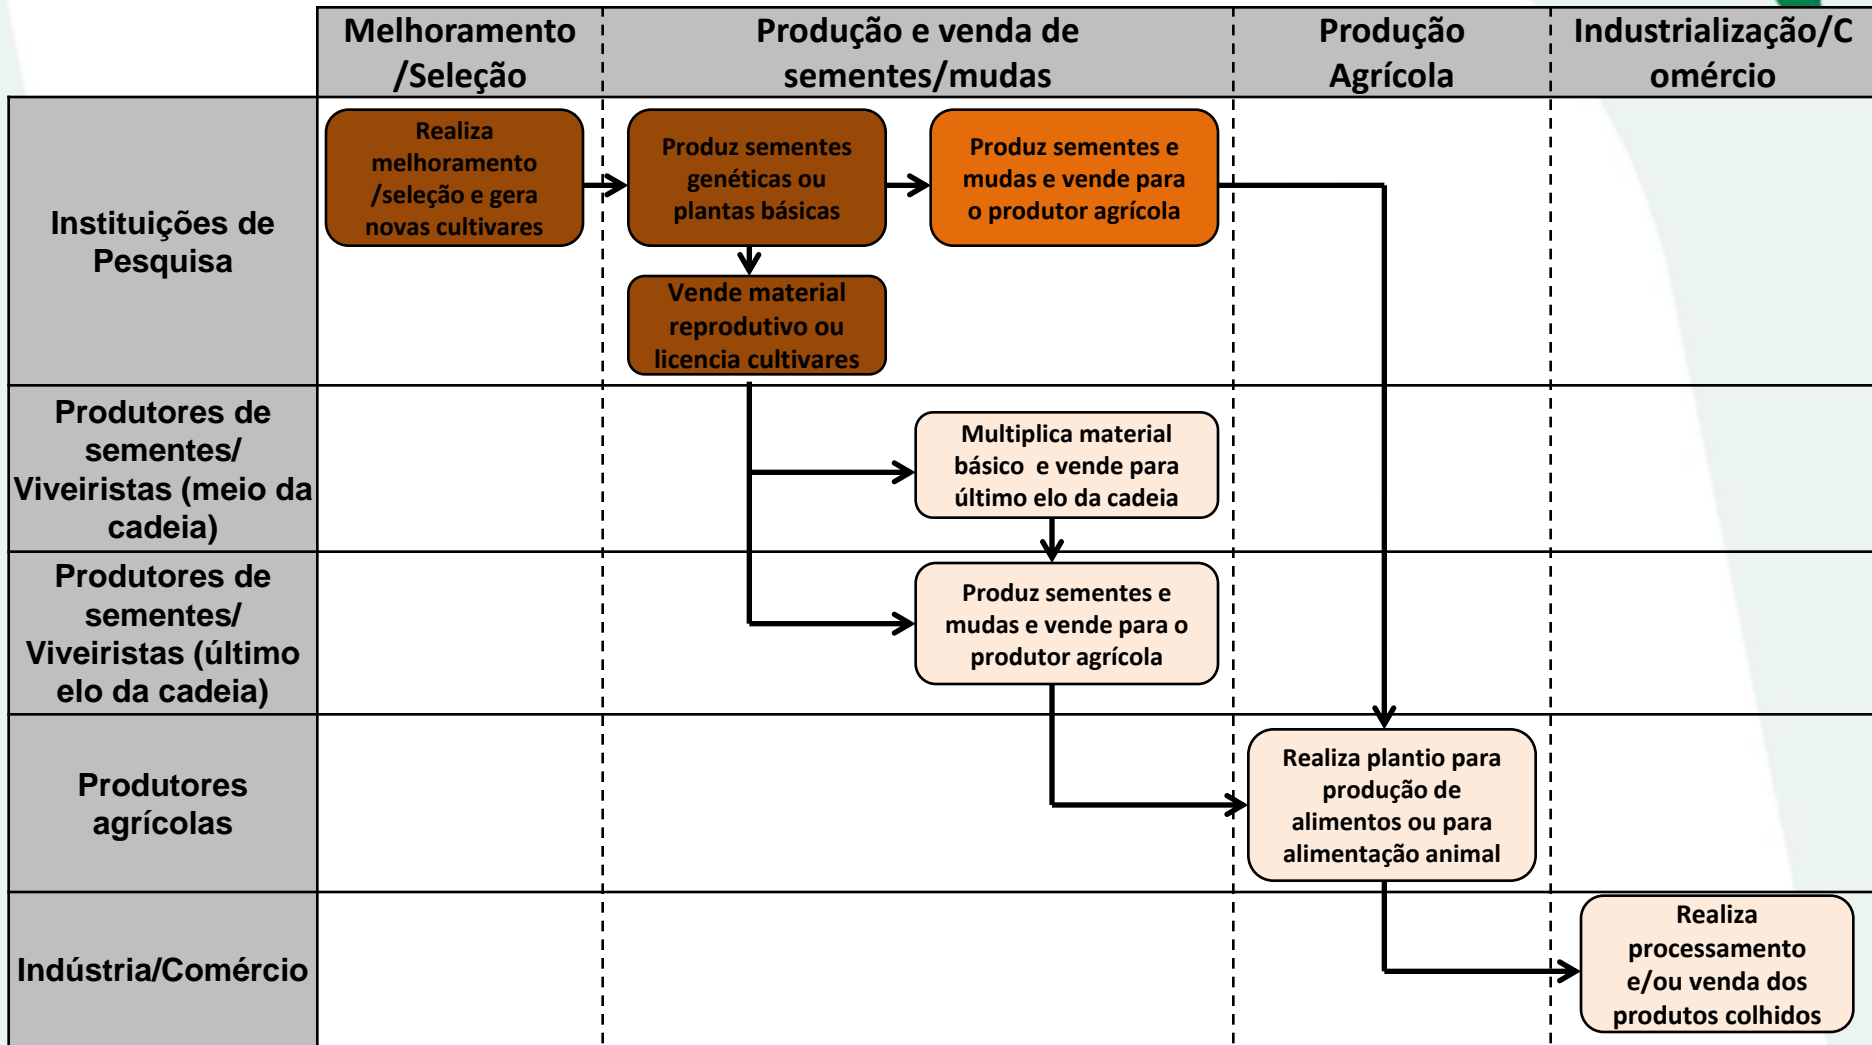 Melhoramento
/Seleção
Produção e venda de
sementes/mudas
Produção
Agrícola
Industrialização/C
omércio
Instituições de
Pesquisa
Realiza
melhoramento
/seleção e gera
novas cultivares
Produz sementes
genéticas ou
plantas básicas
Produz sementes e
mudas e vende para
o produtor agrícola
Vende material
reprodutivo ou
licencia cultivares
Produtores de
sementes/
Viveiristas (meio da
cadeia)
Multiplica material
básico  e vende para
último elo da cadeia
Produtores de
sementes/
Viveiristas (último
elo da cadeia)
Produz sementes e
mudas e vende para o
produtor agrícola
Produtores
agrícolas
Realiza plantio para
produção de
alimentos ou para
alimentação animal
Indústria/Comércio
Realiza
processamento
e/ou venda dos
produtos colhidos